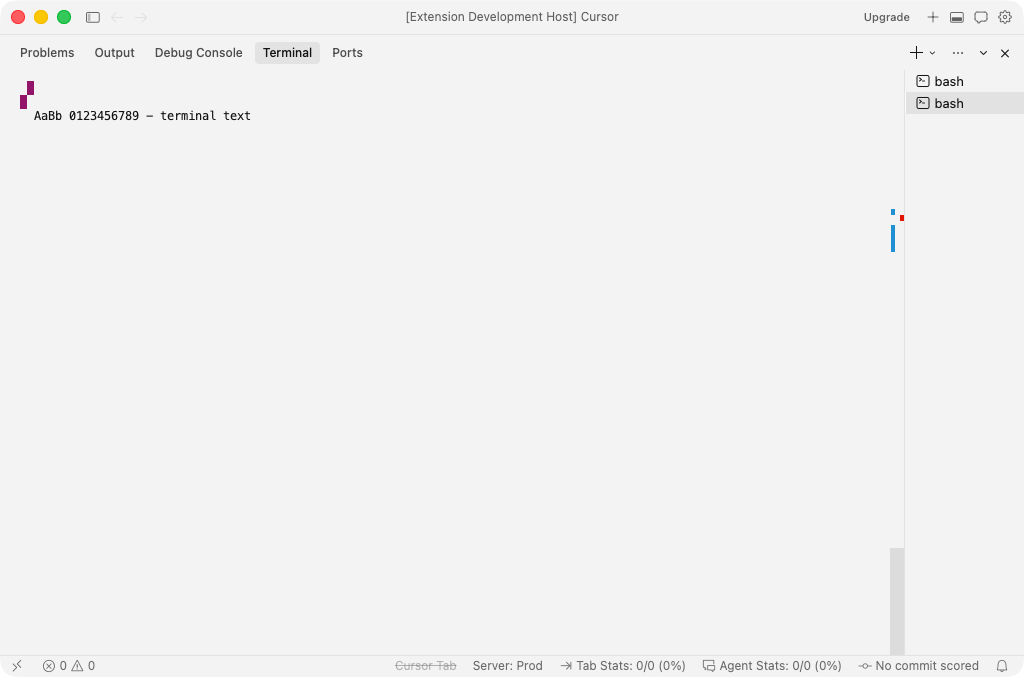 [Extension Development Host] Cursor
Upgrade
Problems Output Debug Console Terminal Ports
bash
bash
AaBb 0123456789 — terminal text
0 0 Cursor Tab Server: Prod Tab Stats: 0/0 (0%) Agent Stats: 0/0 (0%) No commit scored